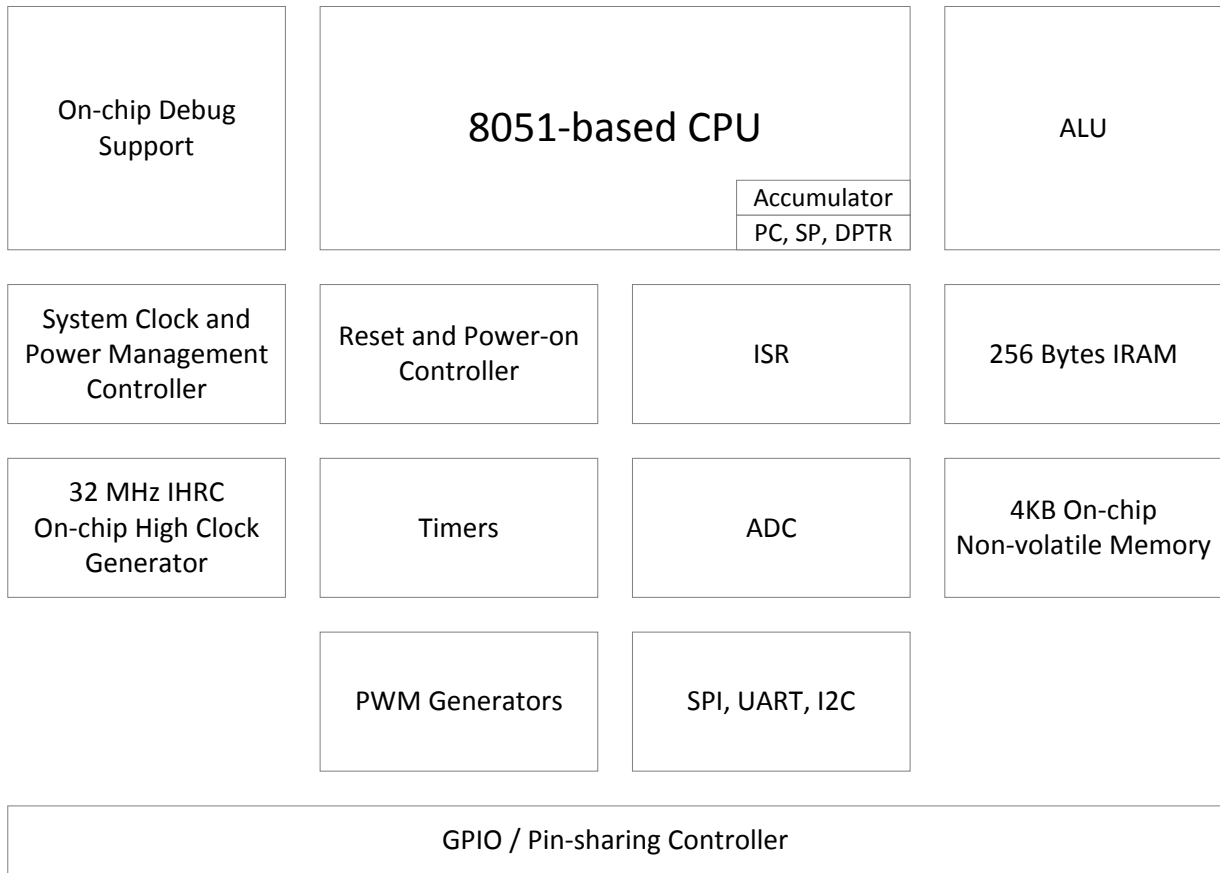 On-chip Debug
Support
8051-based CPU
Accumulator
PC, SP, DPTR
ALU
System Clock and
Power Management
Controller
Reset and Power-on
Controller
ISR
256 Bytes IRAM
32 MHz IHRC
On-chip High Clock
Generator
Timers
ADC
4KB On-chip
Non-volatile Memory
PWM Generators
SPI, UART, I2C
GPIO / Pin-sharing Controller